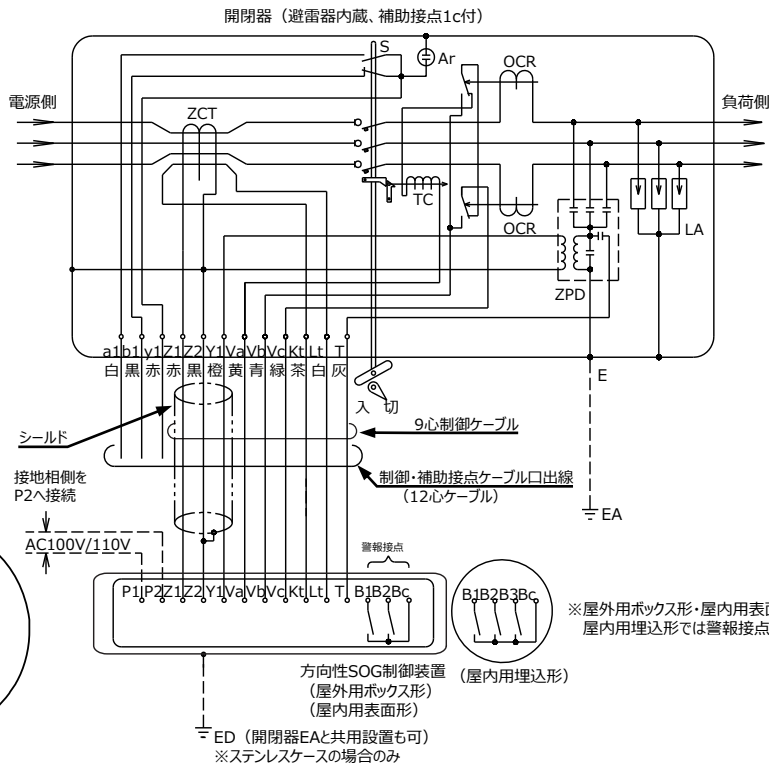 開閉器（避雷器内蔵、補助接点1c付）
S
Ar
OCR
電源側
負荷側
ZCT
TC
OCR
LA
ZPD
a1 b1 y1 Z1 Z2 Y1 Va Vb Vc Kt Lt T
白 黒 赤 赤 黒 橙 黄 青 緑 茶 白 灰
E
入 切
シールド
9心制御ケーブル
制御・補助接点ケーブル口出線
（12心ケーブル）
接地相側を
P2へ接続
EA
AC100V/110V
警報接点
P1 P2 Z1 Z2 Y1 Va Vb Vc Kt Lt T B1 B2 Bc
B1 B2 B3 Bc
※屋外用ボックス形・屋内用表面
屋内用埋込形では警報接点
方向性SOG制御装置
（屋外用ボックス形）
（屋内用表面形）
（屋内用埋込形）
ED（開閉器EAと共用設置も可）
※ステンレスケースの場合のみ